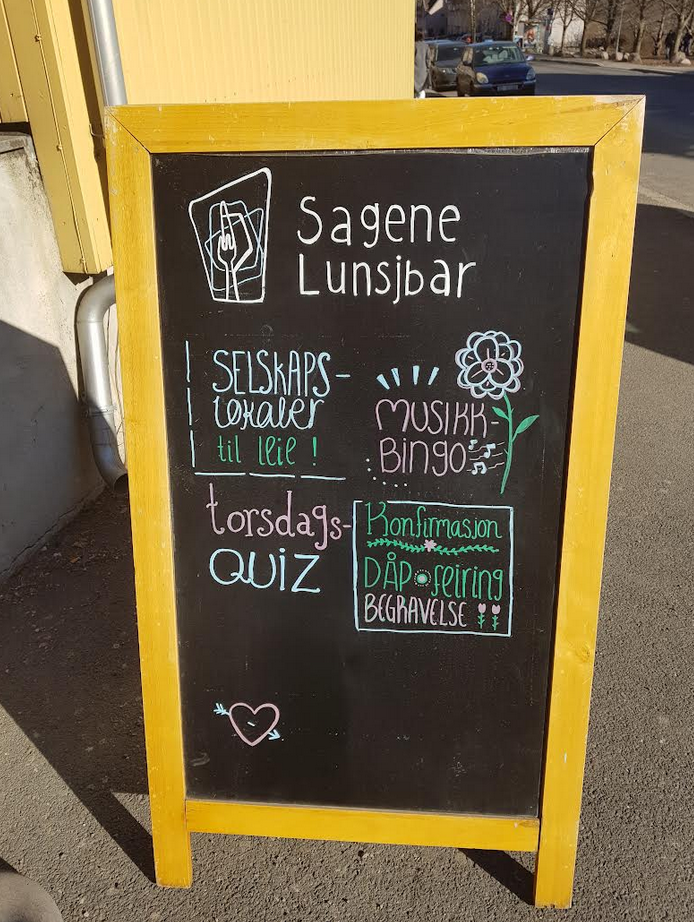 Sagene
Lunsjbar
SELSKAPS-
lokaler
til leie !
MUSIKK-
BINGO
torsdags-
QUIZ
Konfirmasjon
DÅP feiring
BEGRAVELSE